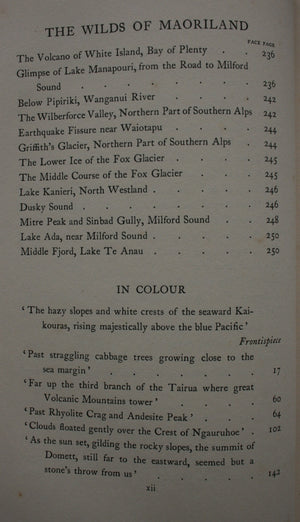 THE WILDS OF MAORILAND
FACE PAGE
The Volcano of White Island, Bay of Plenty . . 236
Glimpse of Lake Manapouri, from the Road to Milford
Sound . . . . . . . 236
Below Pipiriki, Wanganui River . . . . 242
The Wilberforce Valley, Northern Part of Southern Alps 242
Earthquake Fissure near Waiotapu . . . . 244
Griffith's Glacier, Northern Part of Southern Alps . 244
The Lower Ice of the Fox Glacier . . . . 245
The Middle Course of the Fox Glacier . . . 245
Lake Kanieri, North Westland . . . . . 246
Dusky Sound . . . . . . . 246
Mitre Peak and Sinbad Gully, Milford Sound . . 248
Lake Ada, near Milford Sound . . . . . 250
Middle Fjord, Lake Te Anau . . . . . 250
IN COLOUR
‘The hazy slopes and white crests of the seaward Kai-
kouras, rising majestically above the blue Pacific’
Frontispiece
‘Past straggling cabbage trees growing close to the
sea margin’ . . . . . . 17
‘Far up the third branch of the Tairua where great
Volcanic Mountains tower’ . . . . 60
‘Past Rhyolite Crag and Andesite Peak’ . . . 64
‘Clouds floated gently over the Crest of Ngauruhoe’ . 102
‘As the sun set, gilding the rocky slopes, the summit of
Domett, still far to the eastward, seemed but a
stone's throw from us’ . . . . . 142
xii